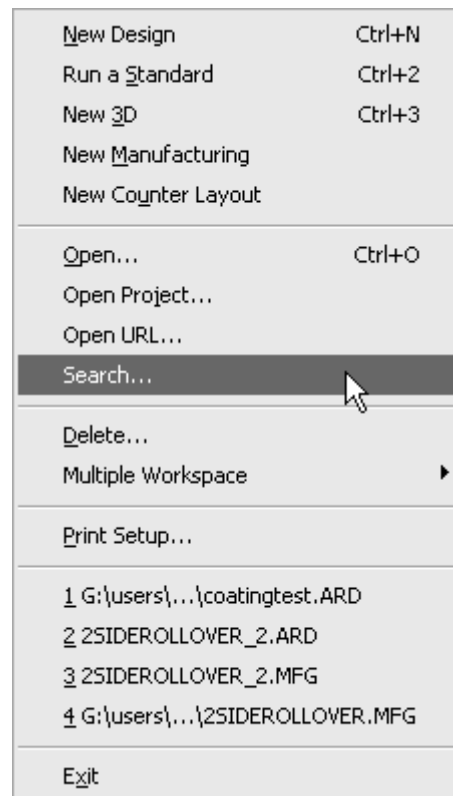 New Design Ctrl+N
Run a Standard Ctrl+2
New 3D Ctrl+3
New Manufacturing
New Counter Layout
Open... Ctrl+O
Open Project...
Open URL...
Search...
Delete...
Multiple Workspace
Print Setup...
1 G:\users\...\coatingtest.ARD
2 2SIDEROLLOVER_2.ARD
3 2SIDEROLLOVER_2.MFG
4 G:\users\...\2SIDEROLLOVER.MFG
Exit